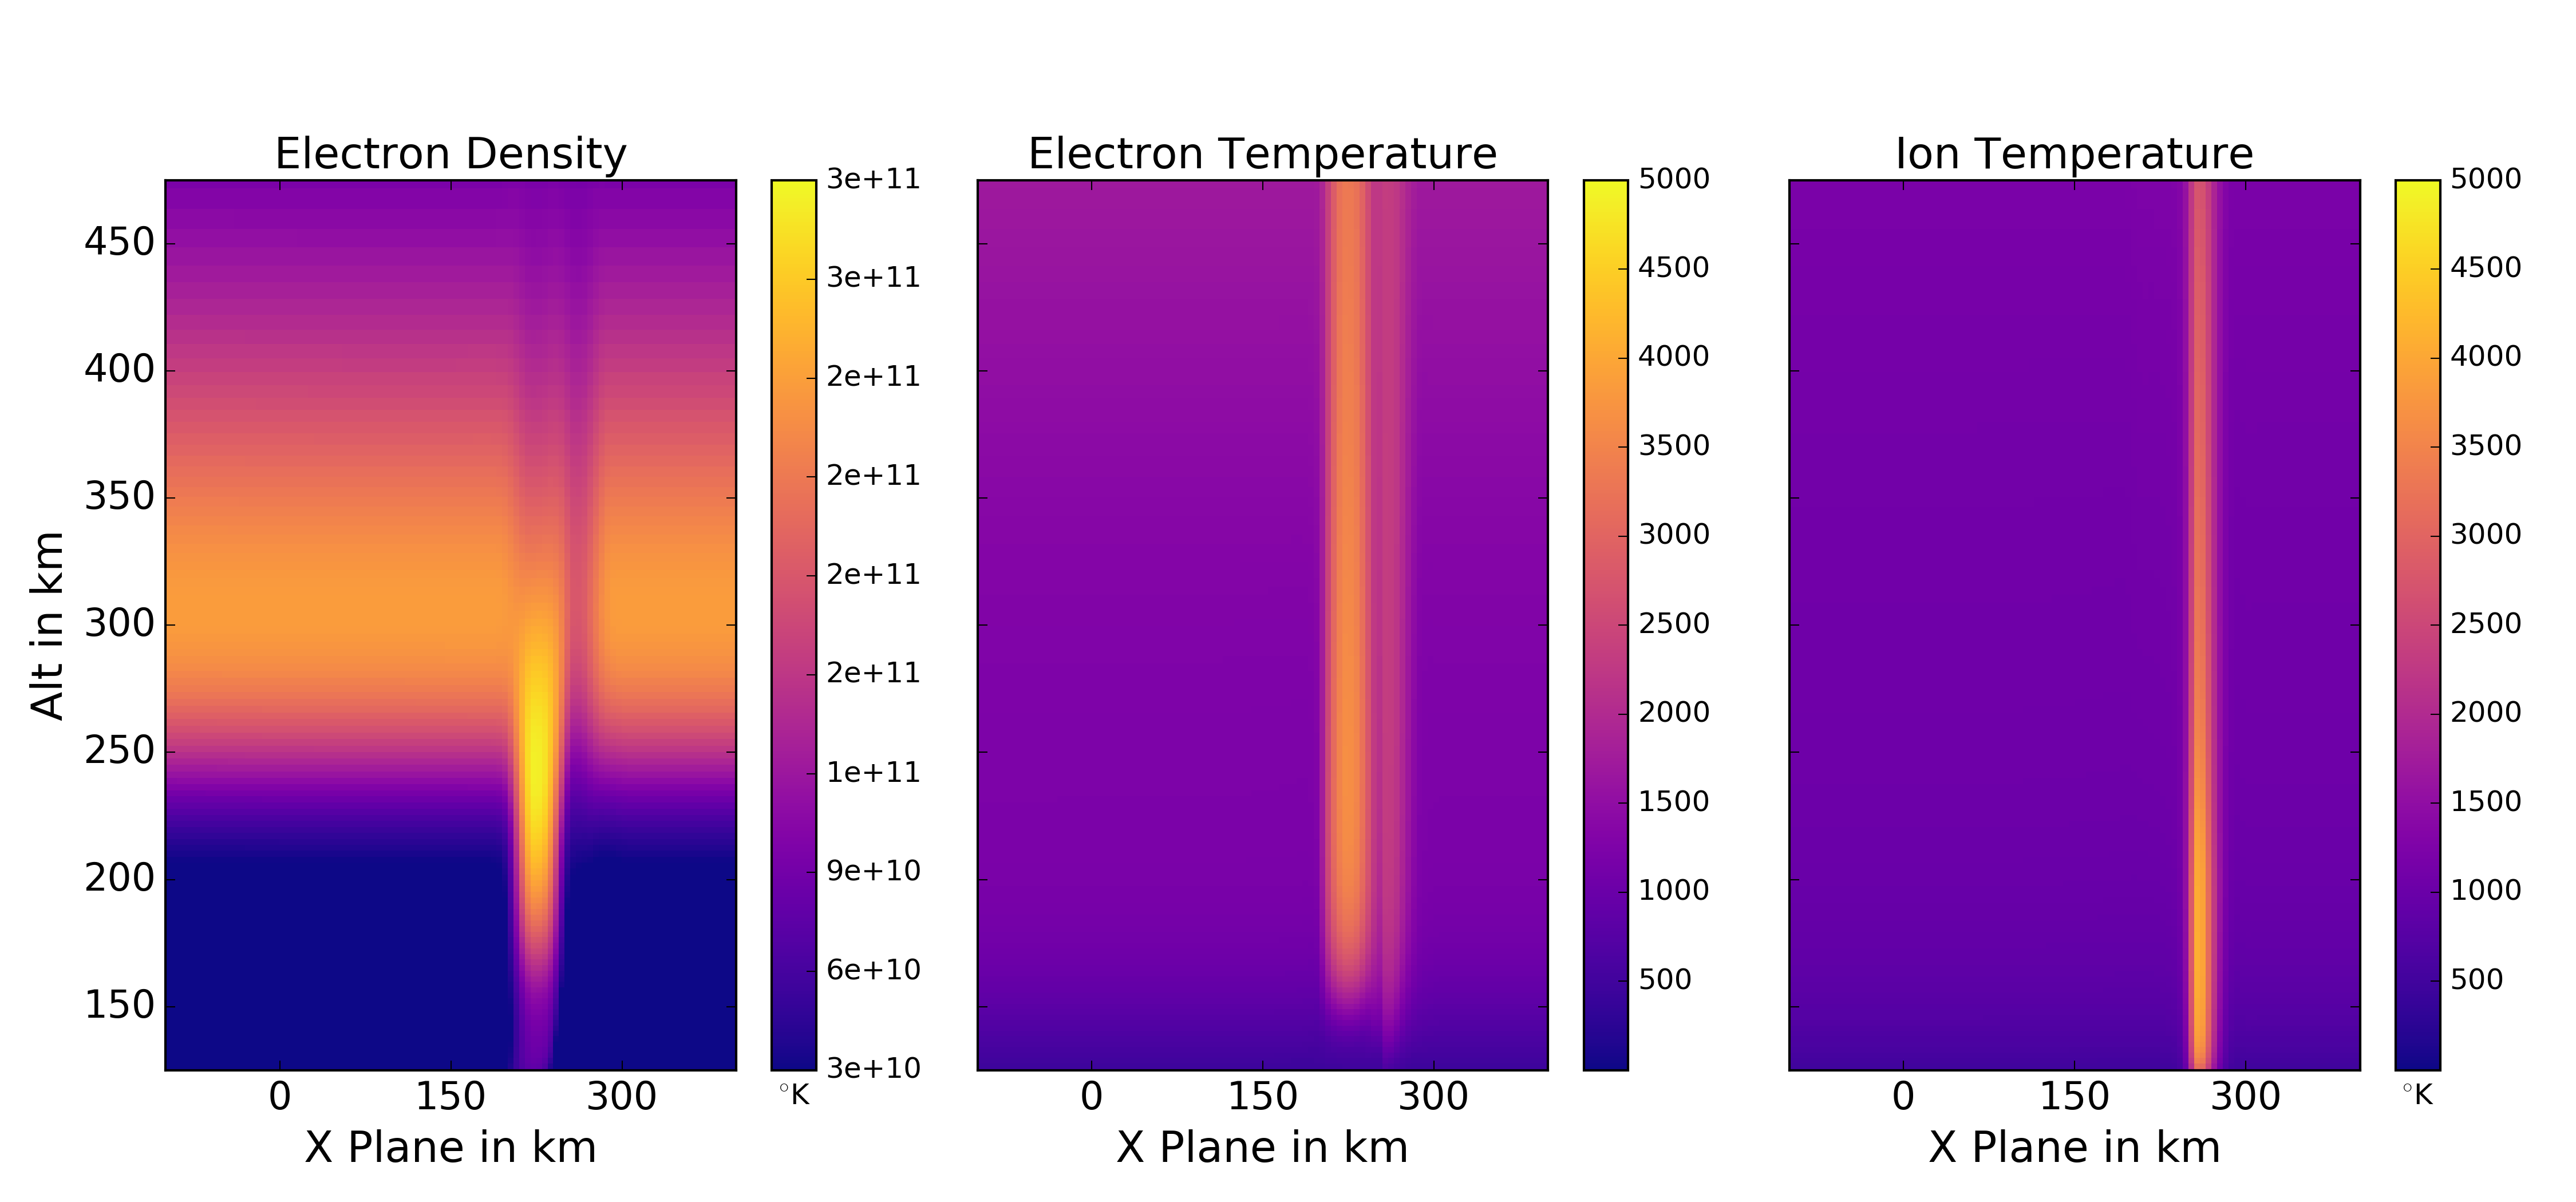 Electron Density
Electron Temperature
Ion Temperature
Alt in km
450
400
350
300
250
200
150
0
150
300
X Plane in km
3e+11
3e+11
2e+11
2e+11
2e+11
2e+11
1e+11
9e+10
6e+10
3e+10
°K
0
150
300
X Plane in km
5000
4500
4000
3500
3000
2500
2000
1500
1000
500
0
150
300
X Plane in km
5000
4500
4000
3500
3000
2500
2000
1500
1000
500
°K